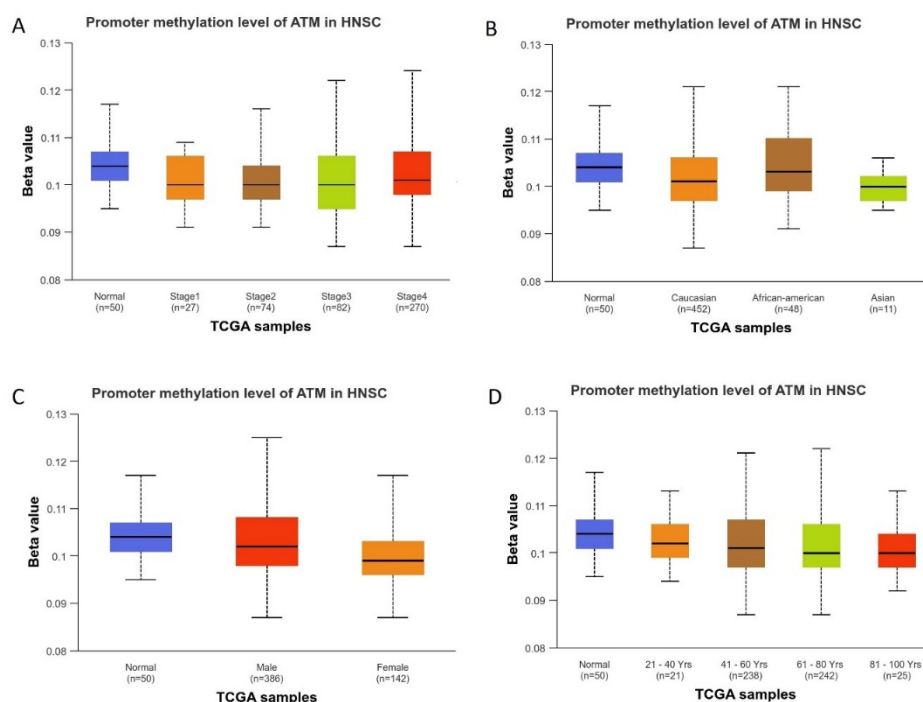 A
Promoter methylation level of ATM in HNSC
0.13
0.12
0.11
0.1
0.09
0.08
Beta value
Normal
(n=50)
Stage1
(n=27)
Stage2
(n=74)
Stage3
(n=82)
Stage4
(n=270)
TCGA samples
B
Promoter methylation level of ATM in HNSC
0.13
0.12
0.11
0.1
0.09
0.08
Beta value
Normal
(n=50)
Caucasian
(n=452)
African-american
(n=48)
Asian
(n=11)
TCGA samples
C
Promoter methylation level of ATM in HNSC
0.13
0.12
0.11
0.1
0.09
0.08
Beta value
Normal
(n=50)
Male
(n=386)
Female
(n=142)
TCGA samples
D
Promoter methylation level of ATM in HNSC
0.13
0.12
0.11
0.1
0.09
0.08
Beta value
Normal
(n=50)
21 - 40 Yrs
(n=21)
41 - 60 Yrs
(n=238)
61 - 80 Yrs
(n=242)
81 - 100 Yrs
(n=25)
TCGA samples